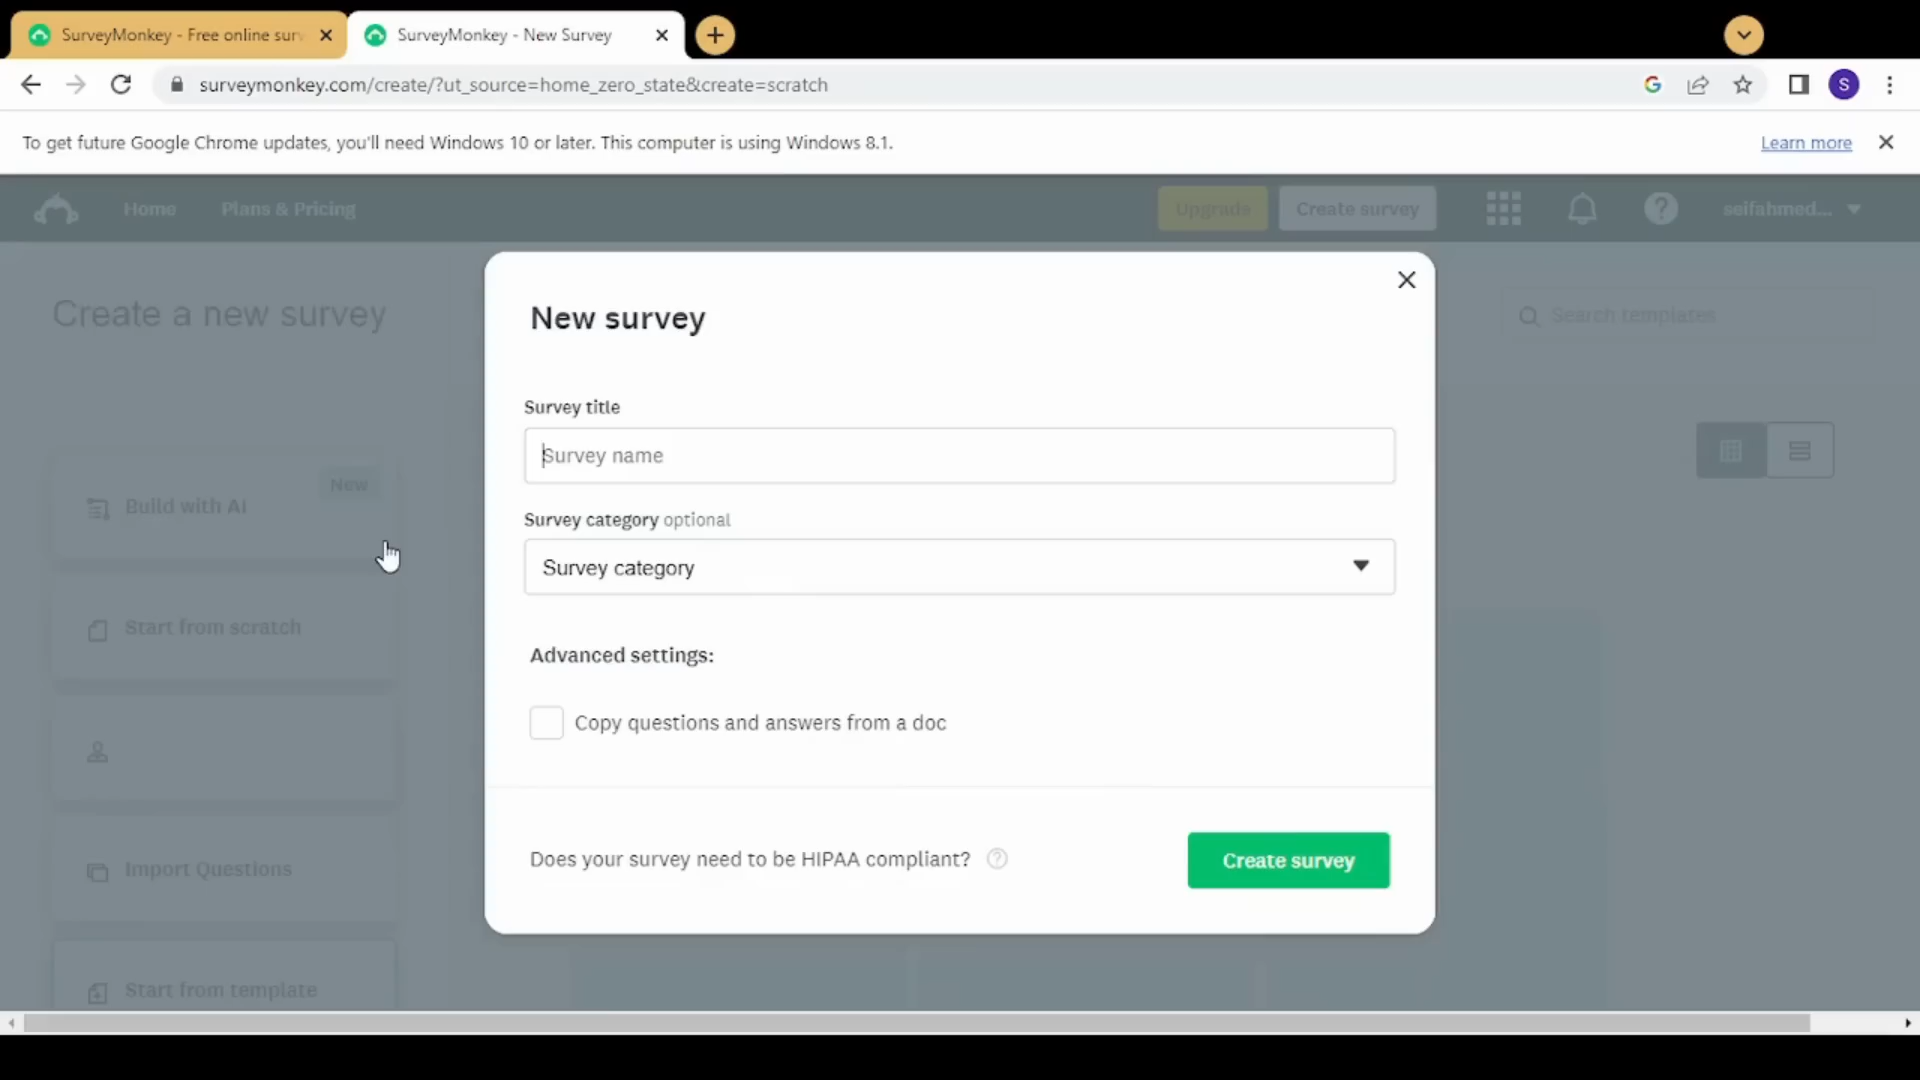 SurveyMonkey - Free online surv
SurveyMonkey - New Survey
surveymonkey.com/create/?ut_source=home_zero_state&create=scratch
S
To get future Google Chrome updates, you'll need Windows 10 or later. This computer is using Windows 8.1.
Learn more
Home
Plans & Pricing
Upgrade
Create survey
seifahmed...
Create a new survey
Search templates
New survey
Survey title
Survey name
Survey category optional
Survey category
Advanced settings:
Copy questions and answers from a doc
Does your survey need to be HIPAA compliant?
Create survey
New
Build with AI
Start from scratch
Import Questions
Start from template